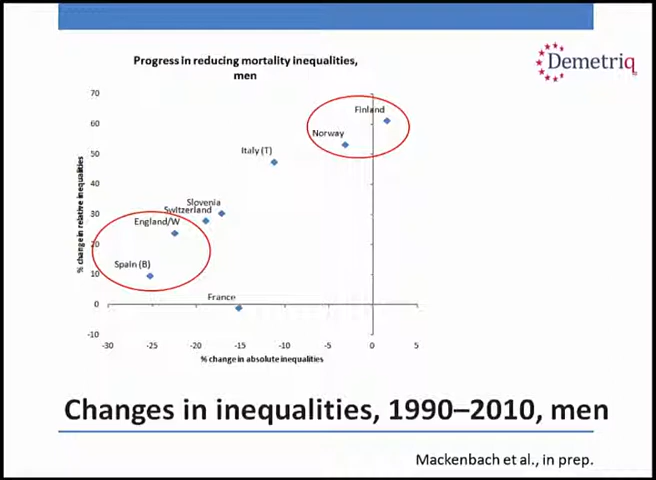 Progress in reducing mortality inequalities,
men
Demetriq
70
60
50
40
30
20
10
0
-10
% change in relative inequalities
Finland
Norway
Italy (T)
Slovenia
Switzerland
England/W
Spain (B)
France
-30 -25 -20 -15 -10 -5 0 5
% change in absolute inequalities
Changes in inequalities, 1990–2010, men
Mackenbach et al., in prep.